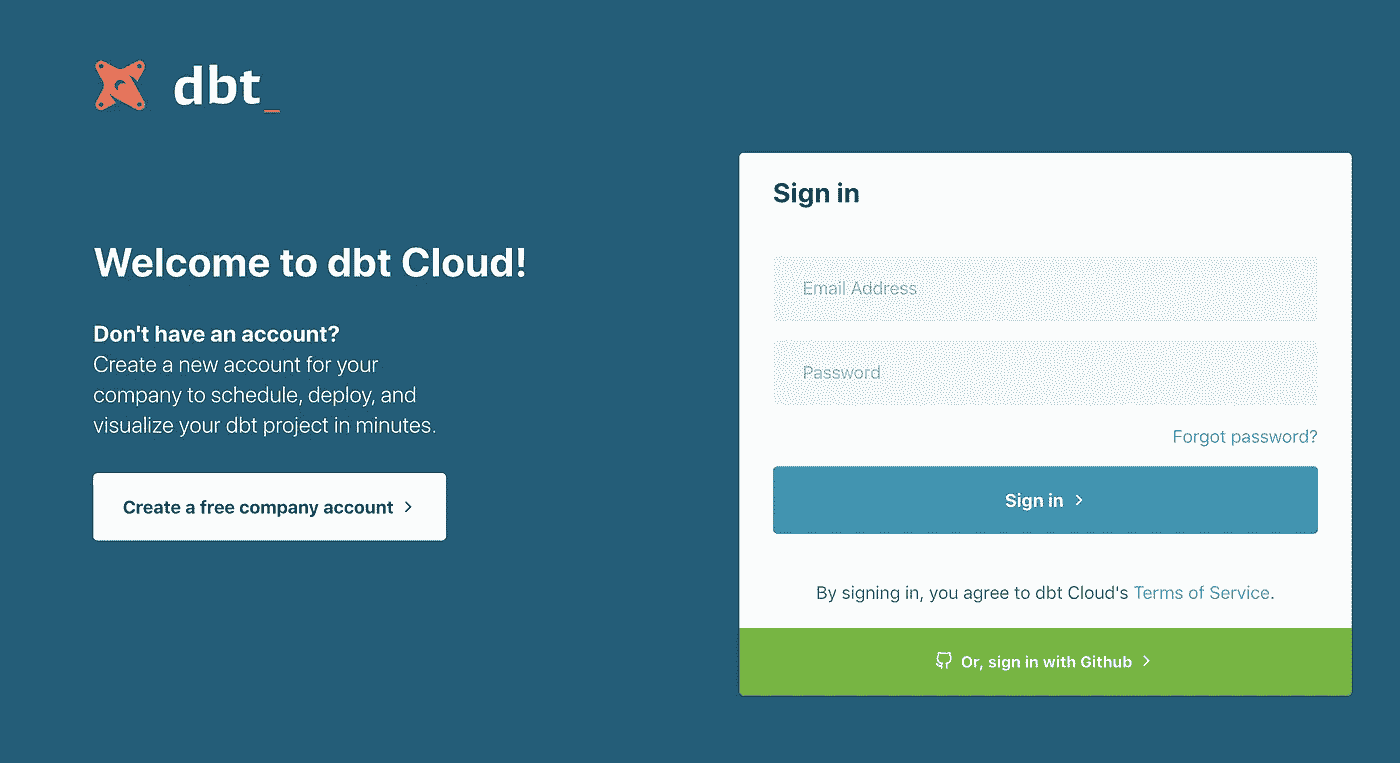 dbt_
Welcome to dbt Cloud!
Don't have an account?
Create a new account for your
company to schedule, deploy, and
visualize your dbt project in minutes.
Create a free company account >
Sign in
Email Address
Password
Forgot password?
Sign in >
By signing in, you agree to dbt Cloud's Terms of Service.
Or, sign in with Github >